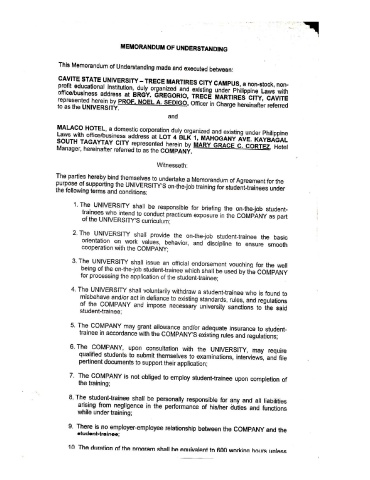 MEMORANDUM OF UNDERSTANDING
This Memorandum of Understanding made and executed between:
CAVITE STATE UNIVERSITY – TRECE MARTIRES CITY CAMPUS, a non-stock, non-
profit educational institution, duly organized and existing under Philippine Laws with
office/business address at BRGY. GREGORIO, TRECE MARTIRES CITY, CAVITE
represented herein by PROF. NOEL A. SEDIGO, Officer in Charge hereinafter referred
to as the UNIVERSITY.
and
MALACO HOTEL, a domestic corporation duly organized and existing under Philippine
Laws with office/business address at LOT 4 BLK 1, MAHOGANY AVE. KAYBAGAL
SOUTH TAGAYTAY CITY represented herein by MARY GRACE C. CORTEZ, Hotel
Manager, hereinafter referred to as the COMPANY.
Witnesseth:
The parties hereby bind themselves to undertake a Memorandum of Agreement for the
purpose of supporting the UNIVERSITY'S on-the-job training for student-trainees under
the following terms and conditions:
1. The UNIVERSITY shall be responsible for briefing the on-the-job student-
trainees who intend to conduct practicum exposure in the COMPANY as part
of the UNIVERSITY'S curriculum;
2. The UNIVERSITY shall provide the on-the-job student-trainee the basic
orientation on work values, behavior, and discipline to ensure smooth
cooperation with the COMPANY;
3. The UNIVERSITY shall issue an official endorsement vouching for the well
being of the on-the-job student-trainee which shall be used by the COMPANY
for processing the application of the student-trainee;
4. The UNIVERSITY shall voluntarily withdraw a student-trainee who is found to
misbehave and/or act in defiance to existing standards, rules, and regulations
of the COMPANY and impose necessary university sanctions to the said
student-trainee;
5. The COMPANY may grant allowance and/or adequate insurance to student-
trainee in accordance with the COMPANY'S existing rules and regulations;
6. The COMPANY, upon consultation with the UNIVERSITY, may require
qualified students to submit themselves to examinations, interviews, and file
pertinent documents to support their application;
7. The COMPANY is not obliged to employ student-trainee upon completion of
the training;
8. The student-trainee shall be personally responsible for any and all liabilities
arising from negligence in the performance of his/her duties and functions
while under training;
9. There is no employer-employee relationship between the COMPANY and the
student-trainee;
10. The duration of the program shall be equivalent to 600 working hours unless